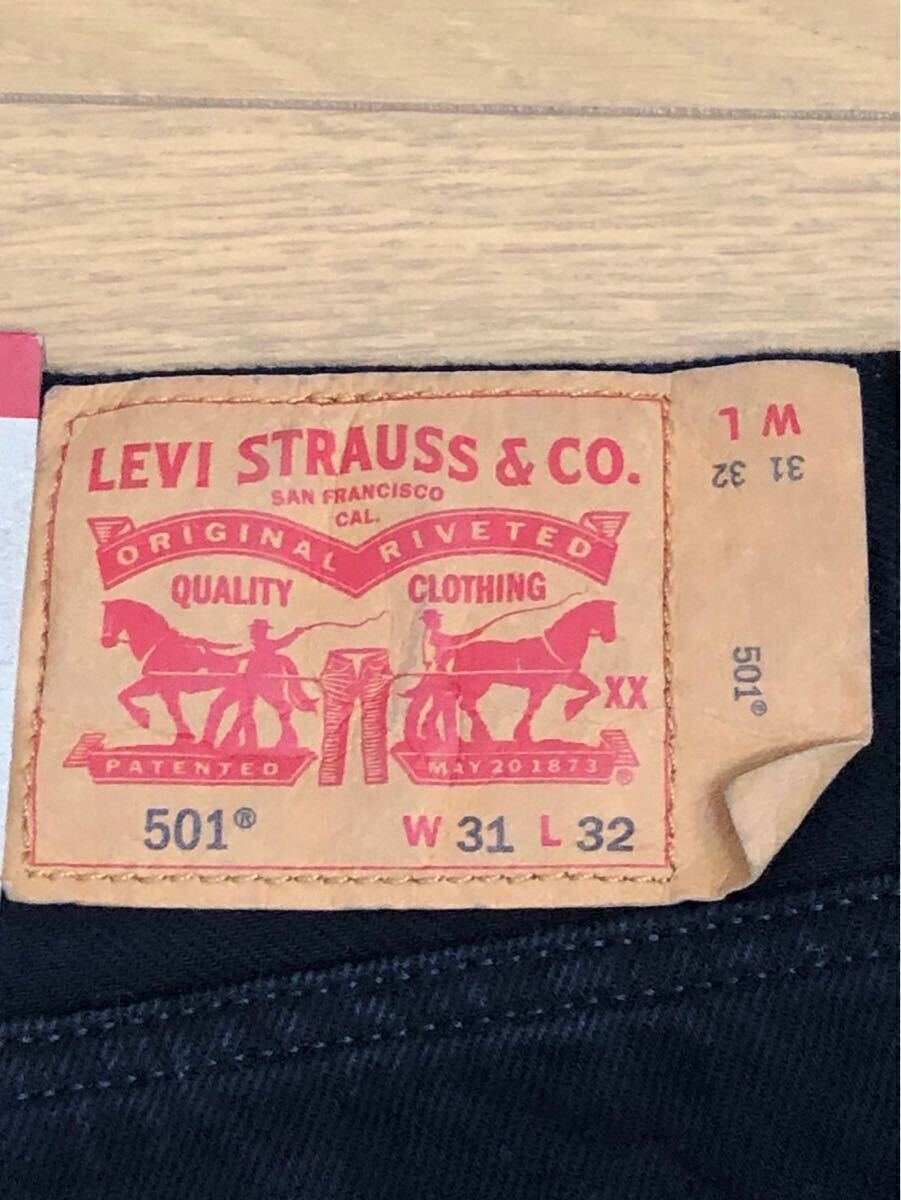 LEVI STRAUSS & CO.
SAN FRANCISCO
CAL.
ORIGINAL RIVETED
QUALITY CLOTHING
XX
PATENTED MAY 20 1873 ®
501® W 31 L 32
W L
31 32
501®